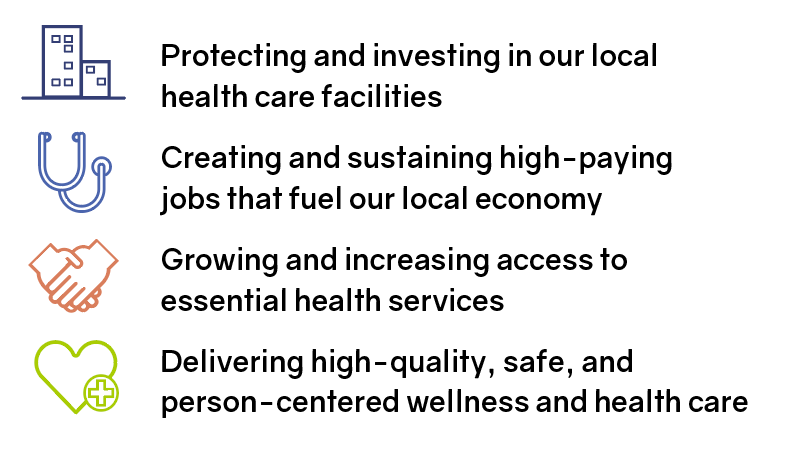 Protecting and investing in our local
health care facilities
Creating and sustaining high-paying
jobs that fuel our local economy
Growing and increasing access to
essential health services
Delivering high-quality, safe, and
person-centered wellness and health care